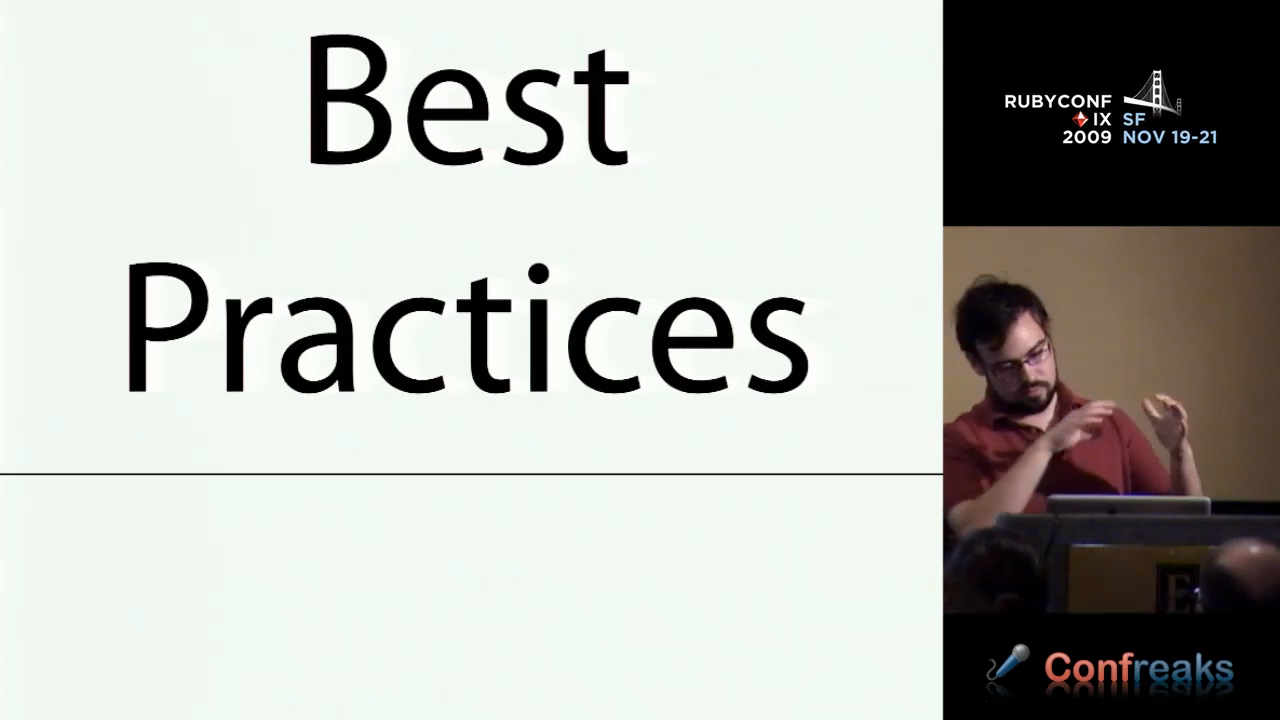 Best
Practices
RUBYCONF
IX SF
2009 NOV 19-21
Confreaks